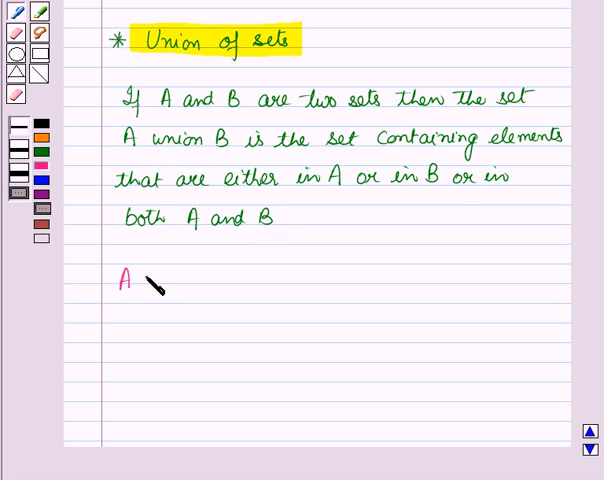 * Union of sets
If A and B are two sets then the set
A union B is the set containing elements
that are either in A or in B or in
both A and B
A